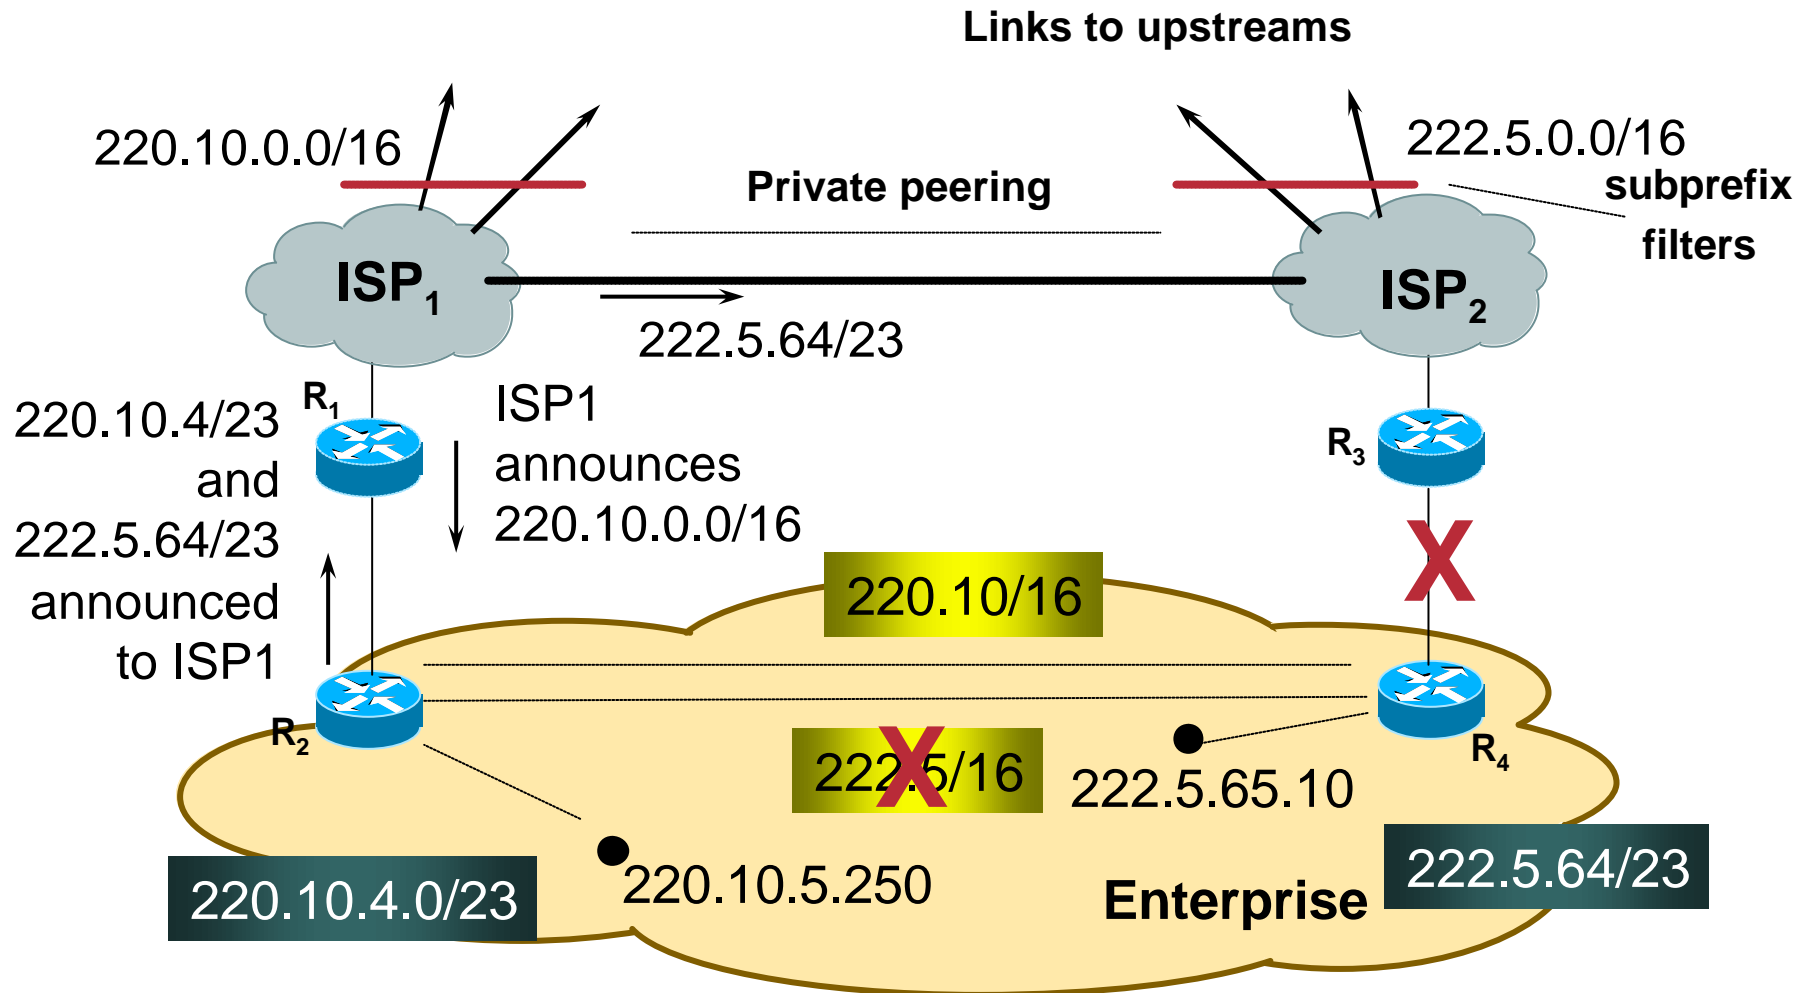 Links to upstreams
220.10.0.0/16
222.5.0.0/16
subprefix
filters
Private peering
ISP1
ISP2
222.5.64/23
R1
220.10.4/23
and
222.5.64/23
announced
to ISP1
ISP1
announces
220.10.0.0/16
R3
X
220.10/16
R2
R4
222.5/16
X
222.5.65.10
220.10.4.0/23
220.10.5.250
Enterprise
222.5.64/23